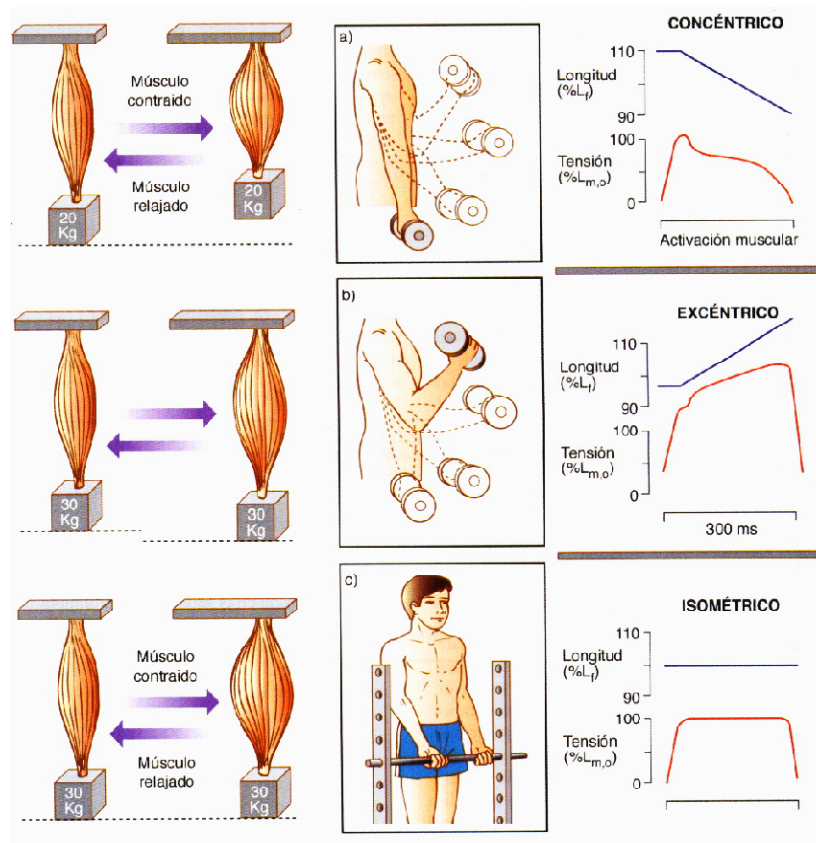 Músculo
contraido
Músculo
relajado
20
Kg
20
Kg
a)
CONCÉNTRICO
110
Longitud
(%Lf)
90
100
Tensión
(%Lm,o)
0
Activación muscular
30
Kg
30
Kg
b)
EXCÉNTRICO
110
Longitud
(%Lf)
90
100
Tensión
(%Lm,o)
0
300 ms
Músculo
contraido
Músculo
relajado
30
Kg
30
Kg
c)
ISOMÉTRICO
110
Longitud
(%Lf)
90
100
Tensión
(%Lm,o)
0